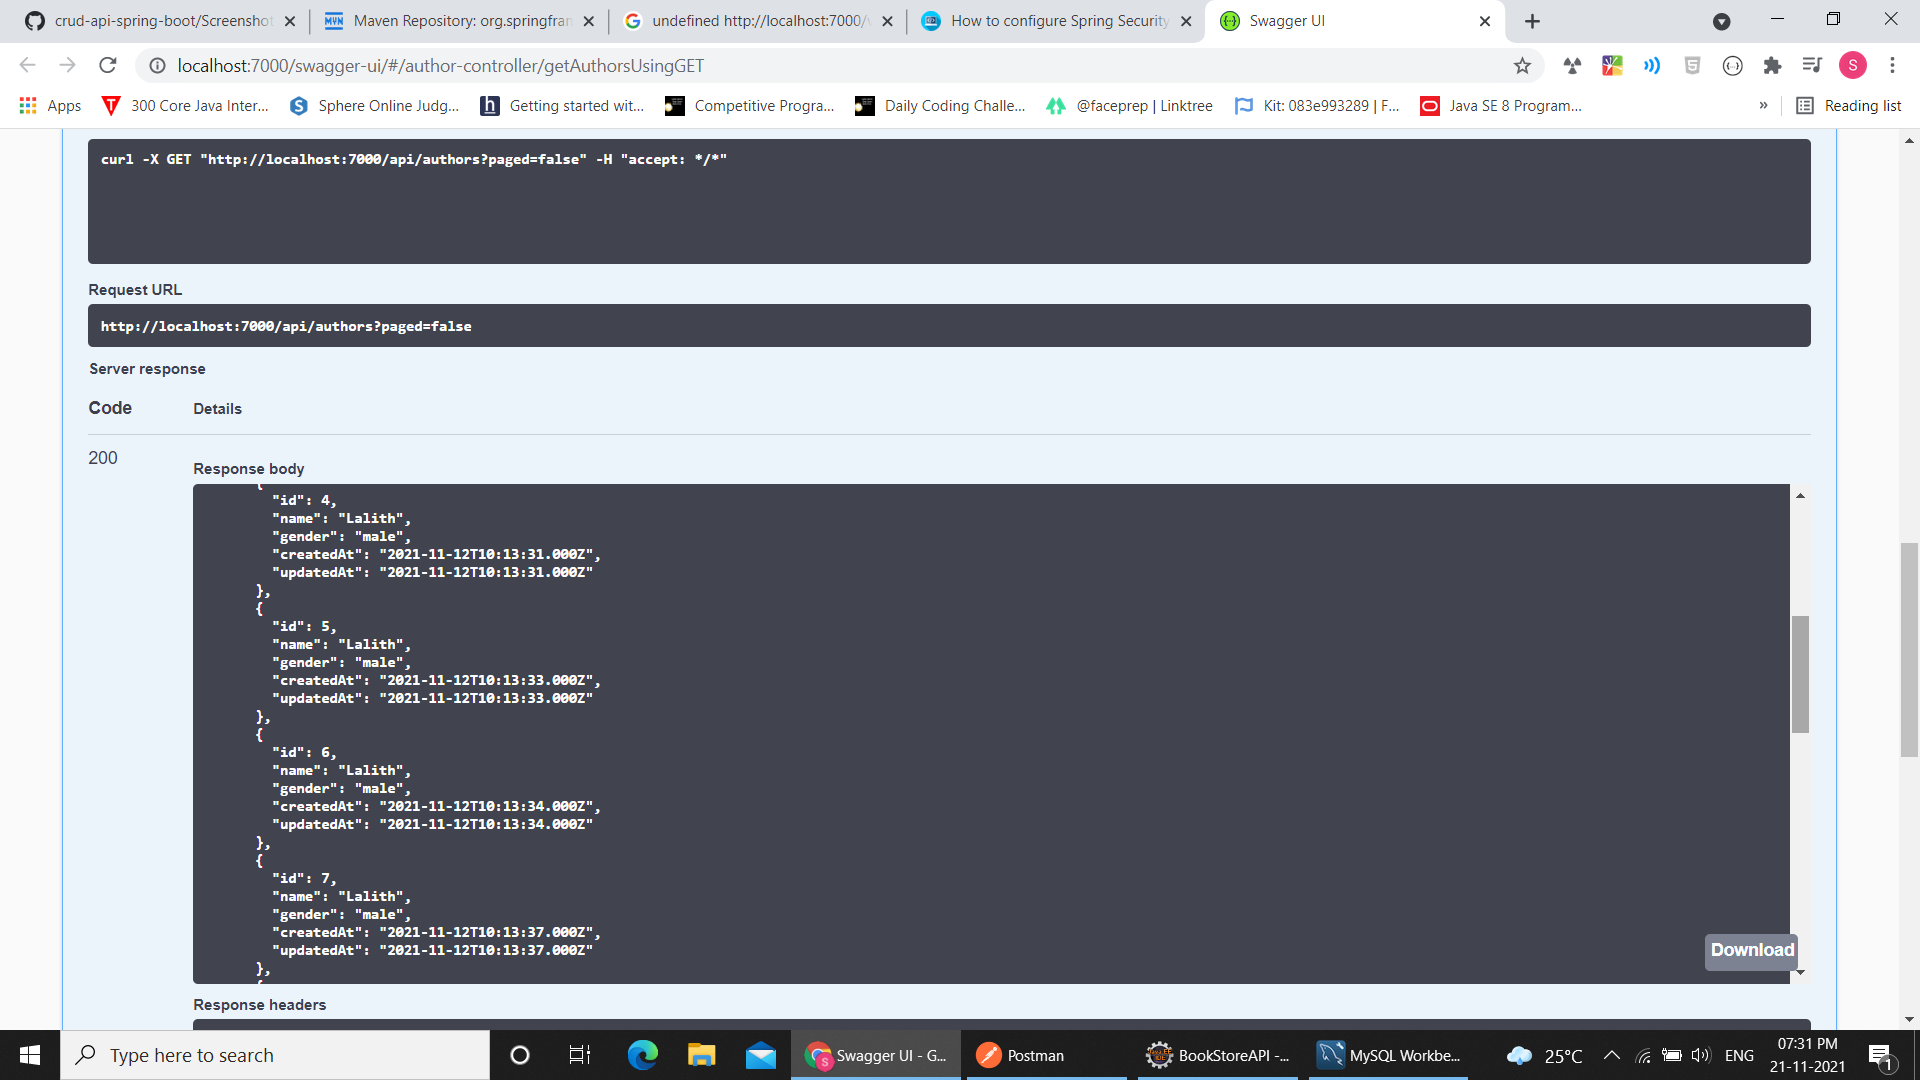 crud-api-spring-boot/Screenshot
Maven Repository: org.springfran
undefined http://localhost:7000/
How to configure Spring Security
Swagger UI
localhost:7000/swagger-ui/#/author-controller/getAuthorsUsingGET
S
Apps
300 Core Java Inter...
Sphere Online Judg...
Getting started wit...
Competitive Progra...
Daily Coding Challe...
@faceprep | Linktree
Kit: 083e993289 | F...
Java SE 8 Program...
»
Reading list
curl -X GET "http://localhost:7000/api/authors?paged=false" -H "accept: */*"
Request URL
http://localhost:7000/api/authors?paged=false
Server response
Code Details
200
Response body
{
"id": 4,
"name": "Lalith",
"gender": "male",
"createdAt": "2021-11-12T10:13:31.000Z",
"updatedAt": "2021-11-12T10:13:31.000Z"
},
{
"id": 5,
"name": "Lalith",
"gender": "male",
"createdAt": "2021-11-12T10:13:33.000Z",
"updatedAt": "2021-11-12T10:13:33.000Z"
},
{
"id": 6,
"name": "Lalith",
"gender": "male",
"createdAt": "2021-11-12T10:13:34.000Z",
"updatedAt": "2021-11-12T10:13:34.000Z"
},
{
"id": 7,
"name": "Lalith",
"gender": "male",
"createdAt": "2021-11-12T10:13:37.000Z",
"updatedAt": "2021-11-12T10:13:37.000Z"
},
Download
Response headers
Type here to search
Swagger UI - G...
Postman
BookStoreAPI -...
MySQL Workbe...
25°C
ENG
07:31 PM
21-11-2021
1